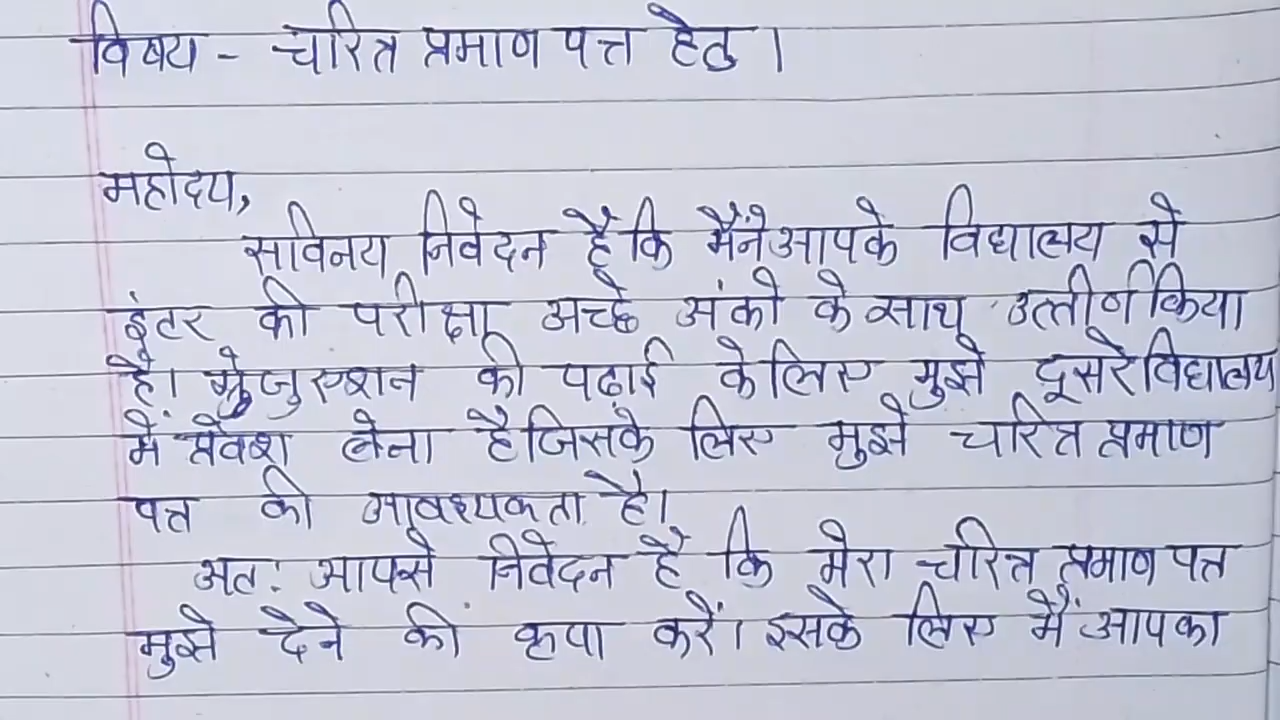 विषय - चरित्र प्रमाण पत्र हेतु।
महोदय,
सविनय निवेदन है कि मैंने आपके विद्यालय से
इंटर की परीक्षा अच्छे अंको के साथ उत्तीर्ण किया
है। ग्रेजुएशन की पढाई के लिए मुझे दूसरे विद्यालय
में प्रवेश लेना है जिसके लिए मुझे चरित्र प्रमाण
पत्र की आवश्यकता है।
अत: आपसे निवेदन है कि मेरा चरित्र प्रमाण पत्र
मुझे देने की कृपा करें। इसके लिए मैं आपका